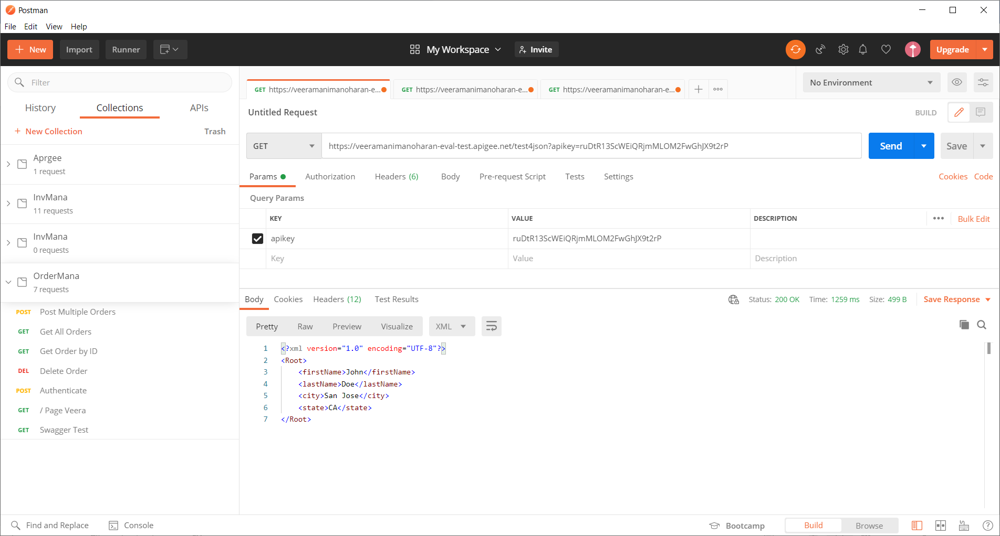 Postman
File Edit View Help
New Import Runner My Workspace Invite Upgrade
Filter
History Collections APIs
New Collection Trash
Aprgee
1 request
InvMana
11 requests
InvMana
0 requests
OrderMana
7 requests
POST Post Multiple Orders
GET Get All Orders
GET Get Order by ID
DEL Delete Order
POST Authenticate
GET / Page Veera
GET Swagger Test
GET https://veeramanimanoharan-e... GET https://veeramanimanoharan-e... GET https://veeramanimanoharan-e... No Environment
Untitled Request BUILD
GET https://veeramanimanoharan-eval-test.apigee.net/test4json?apikey=ruDtR13ScWEiQRjmMLOM2FwGhJX9t2rP Send Save
Params Authorization Headers (6) Body Pre-request Script Tests Settings Cookies Code
Query Params
KEY VALUE DESCRIPTION ••• Bulk Edit
apikey ruDtR13ScWEiQRjmMLOM2FwGhJX9t2rP
Key Value Description
Body Cookies Headers (12) Test Results Status: 200 OK Time: 1259 ms Size: 499 B Save Response
Pretty Raw Preview Visualize XML
1 <?xml version="1.0" encoding="UTF-8"?>
2 <Root>
3 <firstName>John</firstName>
4 <lastName>Doe</lastName>
5 <city>San Jose</city>
6 <state>CA</state>
7 </Root>
Find and Replace Console Bootcamp Build Browse